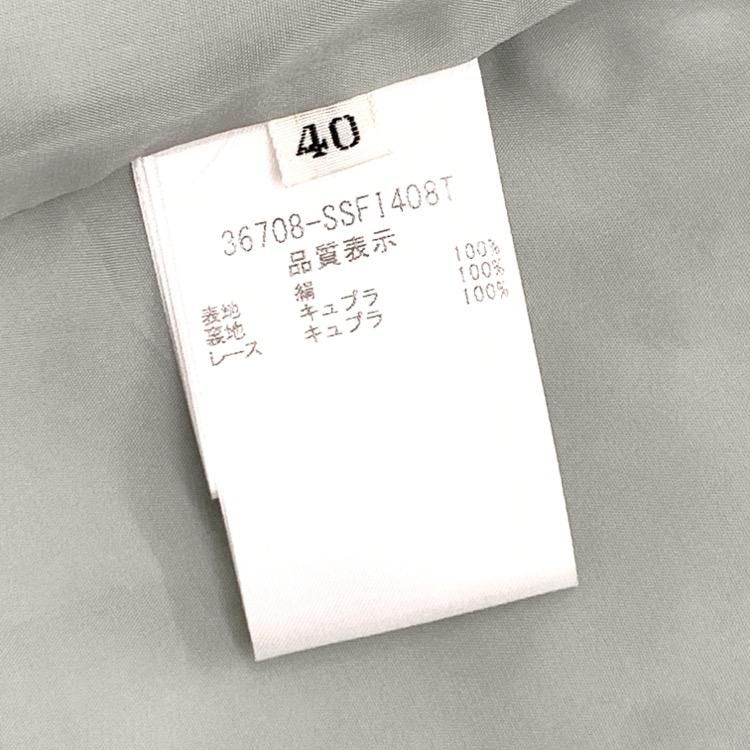 40
36708-SSFI408T
品質表示
表地 絹 100%
裏地 キュプラ 100%
レース キュプラ 100%